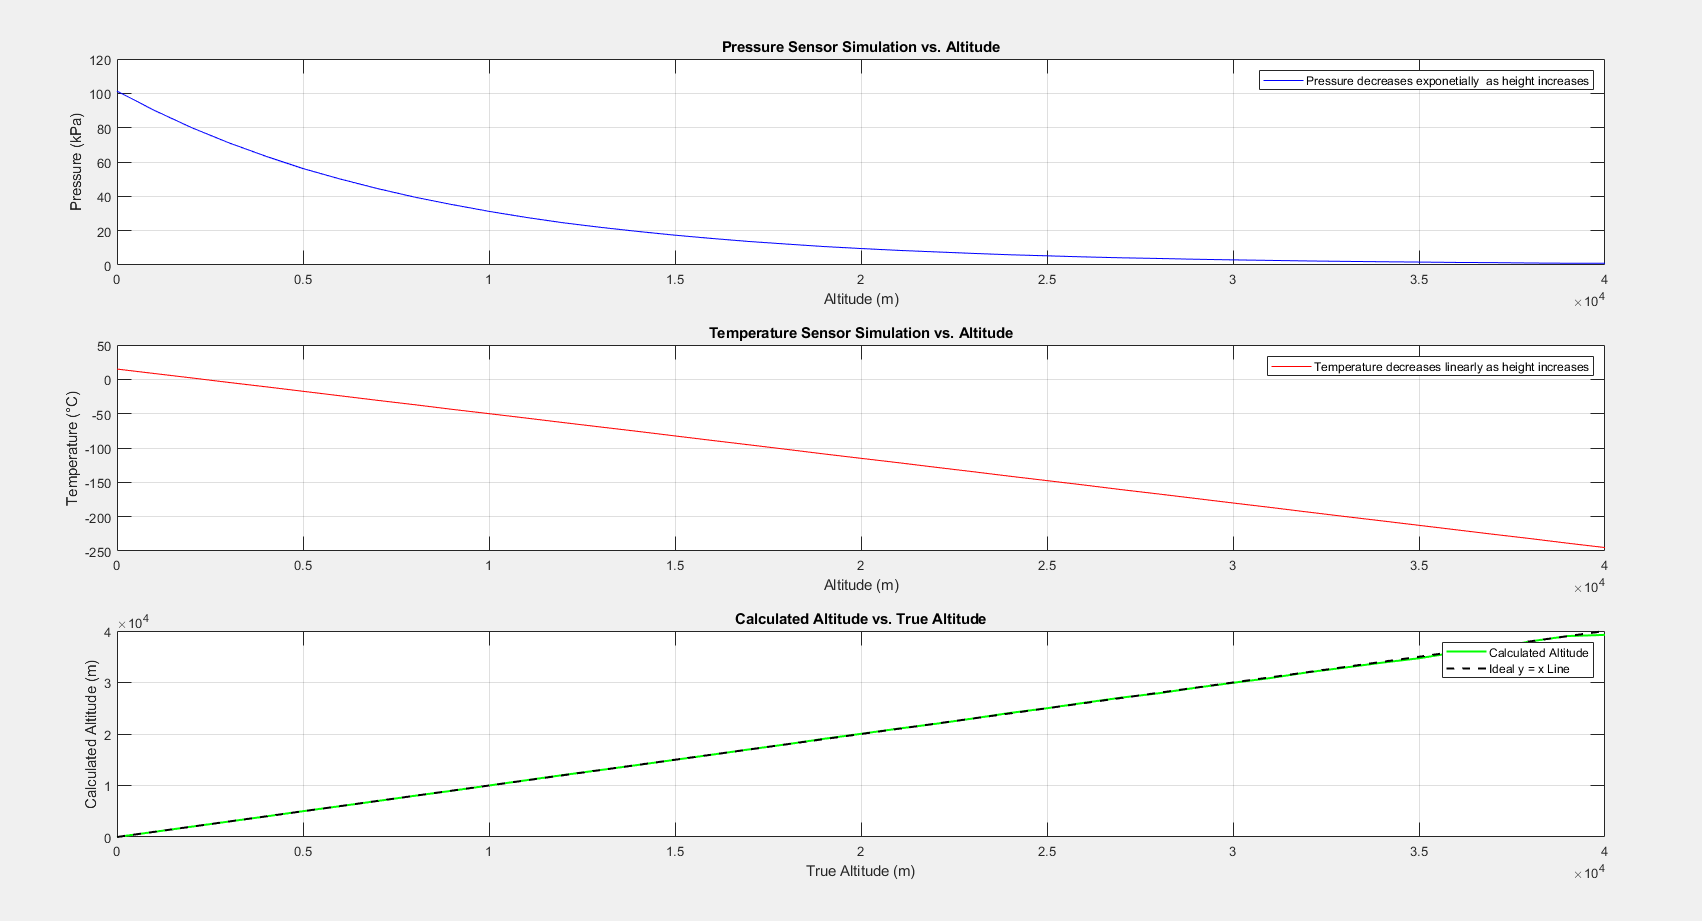 Pressure Sensor Simulation vs. Altitude
Pressure decreases exponetially  as height increases
Pressure (kPa)
120
100
80
60
40
20
0
0 0.5 1 1.5 2 2.5 3 3.5 4
×10^4
Altitude (m)
Temperature Sensor Simulation vs. Altitude
Temperature decreases linearly as height increases
Temperature (°C)
50
0
-50
-100
-150
-200
-250
0 0.5 1 1.5 2 2.5 3 3.5 4
×10^4
Altitude (m)
Calculated Altitude vs. True Altitude
×10^4
Calculated Altitude
Ideal y = x Line
Calculated Altitude (m)
4
3
2
1
0
0 0.5 1 1.5 2 2.5 3 3.5 4
×10^4
True Altitude (m)